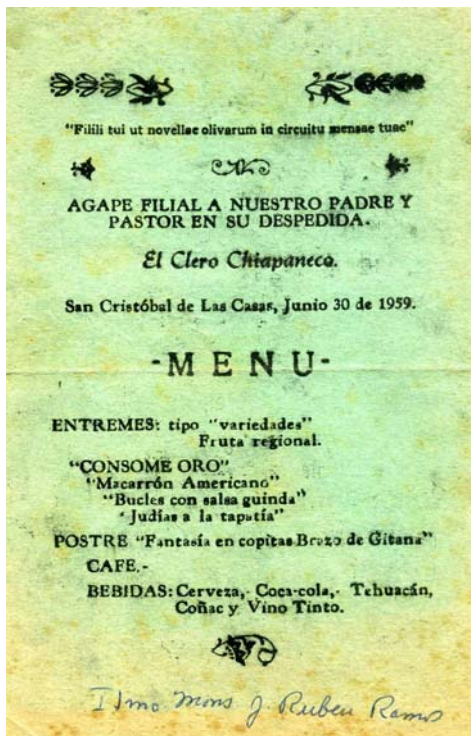 "Filili tui ut novellae olivarum in circuitu mensae tuae"
AGAPE FILIAL A NUESTRO PADRE Y
PASTOR EN SU DESPEDIDA.
El Clero Chiapaneco.
San Cristóbal de Las Casas, Junio 30 de 1959.
-MENU-
ENTREMES: tipo "variedades"
Fruta regional.
"CONSOME ORO"
"Macarrón Americano"
"Bucles con salsa guinda"
"Judías a la tapatía"
POSTRE "Fantasía en copitas Brazo de Gitana"
CAFE.-
BEBIDAS: Cerveza,- Coca-cola,- Tehuacán,
Coñac y Vino Tinto.
Ilmo Mons J. Ruben Ramos